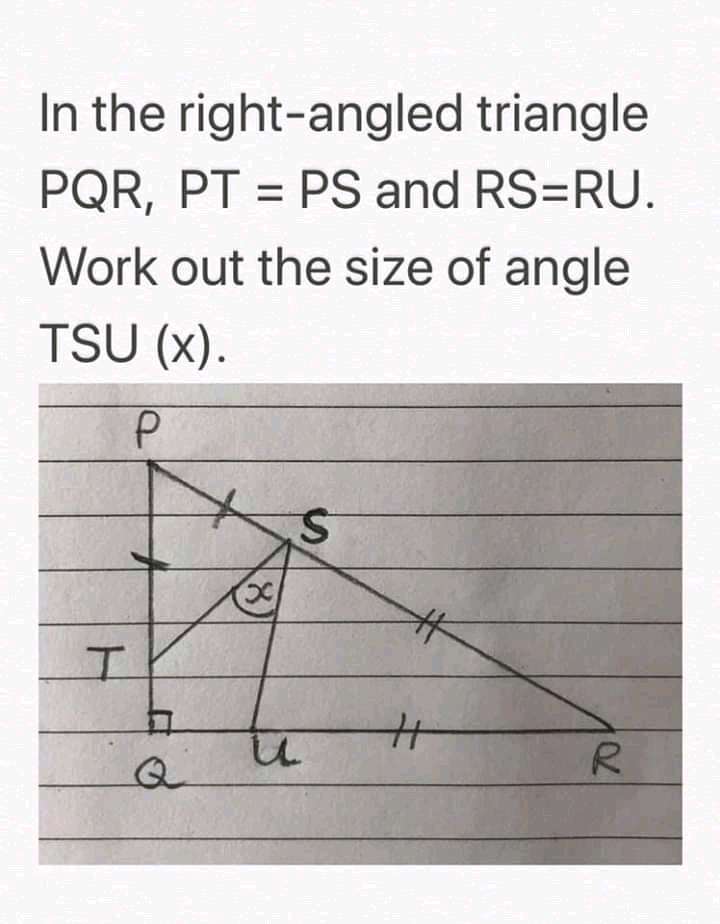 In the right-angled triangle
PQR, PT = PS and RS=RU.
Work out the size of angle
TSU (x).
P
S
x
T
Q
u
R